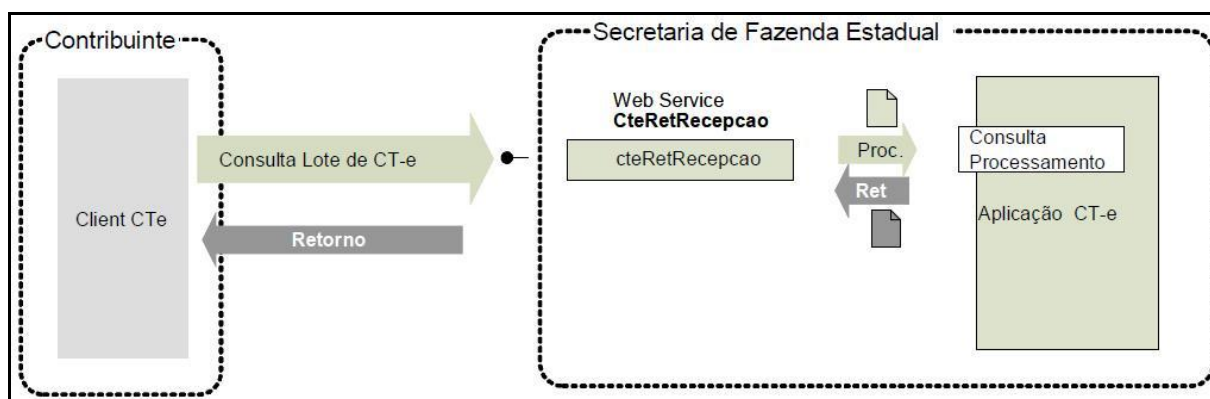 Contribuinte
Secretaria de Fazenda Estadual
Client CTe
Consulta Lote de CT-e
Retorno
Web Service
CteRetRecepcao
cteRetRecepcao
Proc.
Ret
Consulta
Processamento
Aplicação CT-e